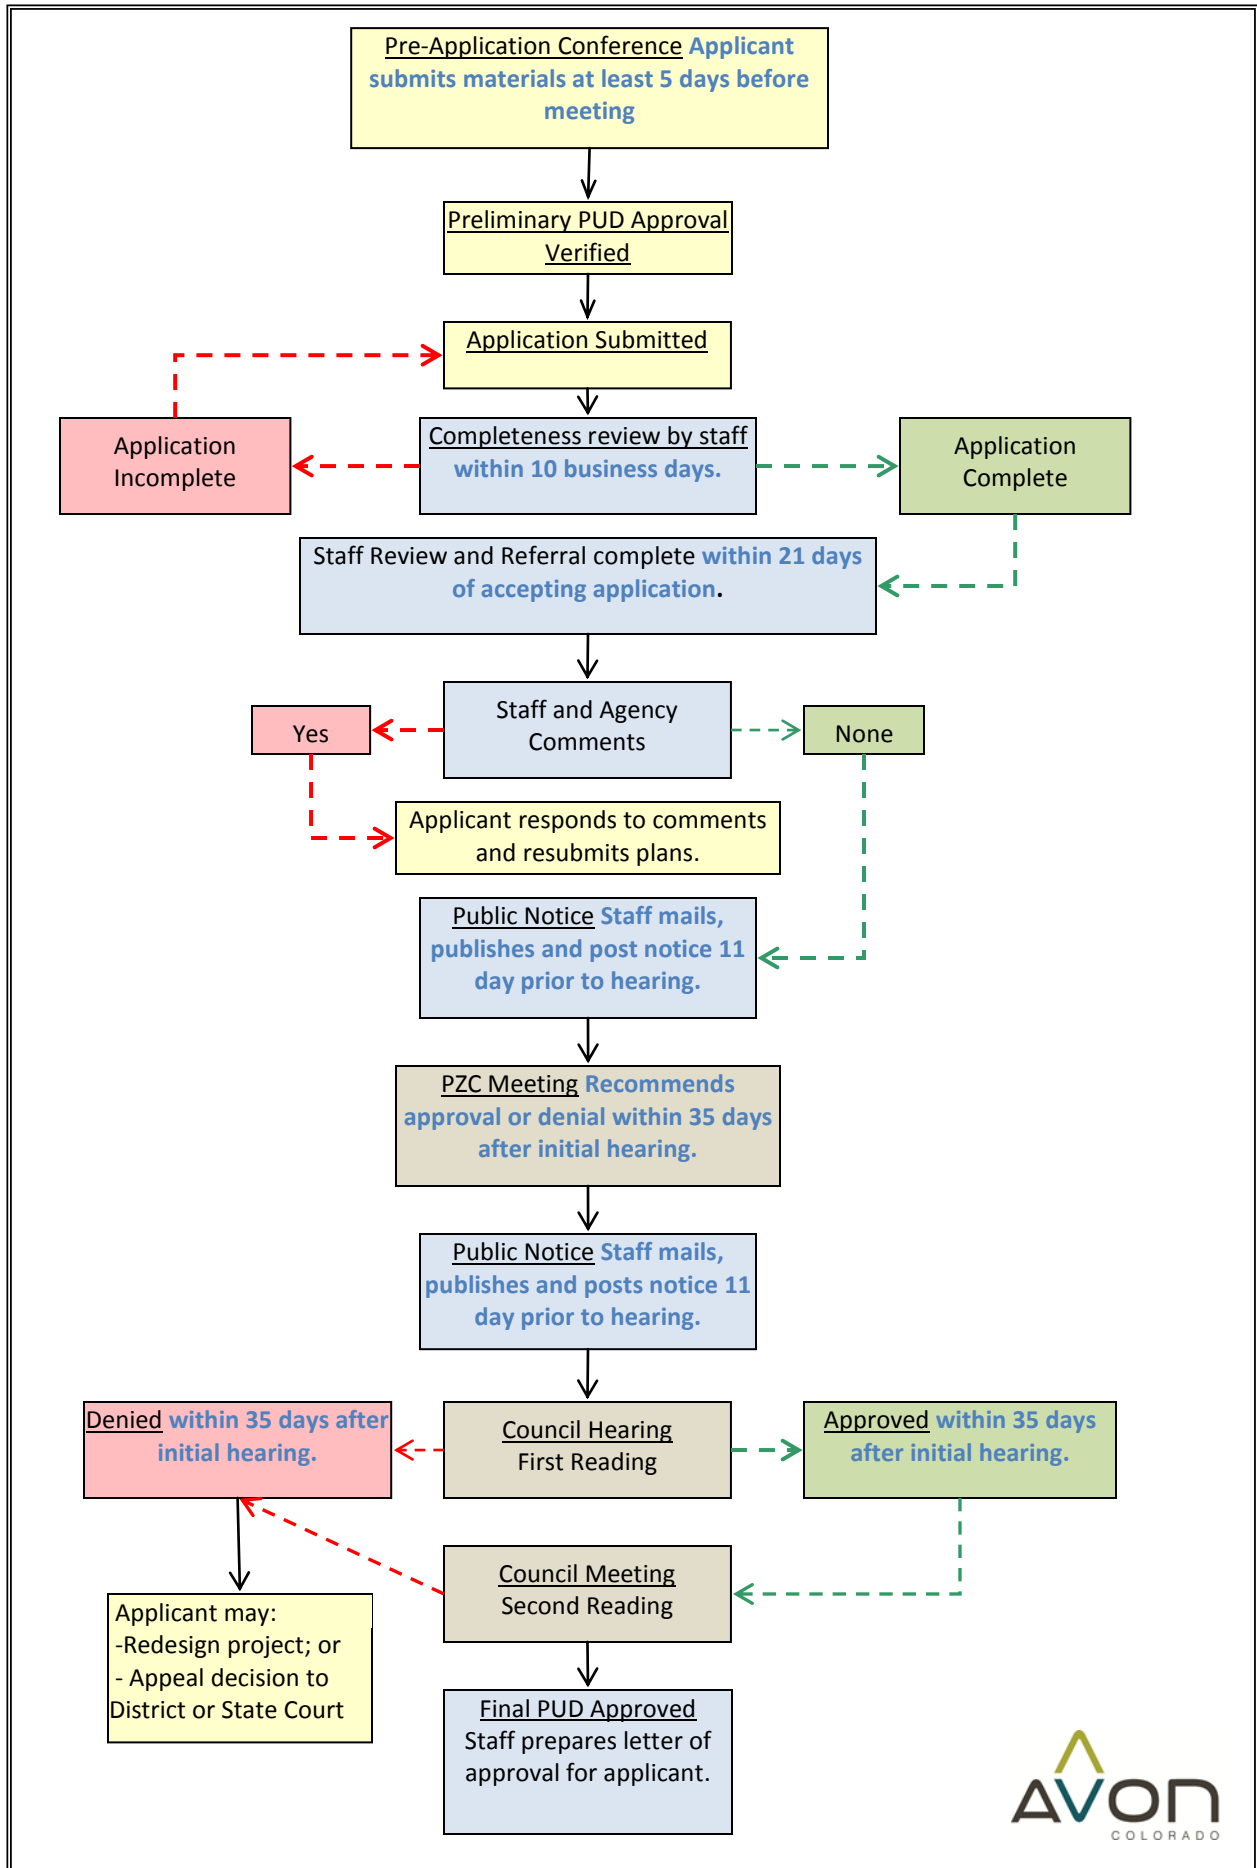 Pre-Application Conference Applicant
submits materials at least 5 days before
meeting
Preliminary PUD Approval
Verified
Application Submitted
Application
Incomplete
Completeness review by staff
within 10 business days.
Application
Complete
Staff Review and Referral complete within 21 days
of accepting application.
Yes
Staff and Agency
Comments
None
Applicant responds to comments
and resubmits plans.
Public Notice Staff mails,
publishes and post notice 11
day prior to hearing.
PZC Meeting Recommends
approval or denial within 35 days
after initial hearing.
Public Notice Staff mails,
publishes and posts notice 11
day prior to hearing.
Denied within 35 days after
initial hearing.
Council Hearing
First Reading
Approved within 35 days
after initial hearing.
Council Meeting
Second Reading
Applicant may:
-Redesign project; or
- Appeal decision to
District or State Court
Final PUD Approved
Staff prepares letter of
approval for applicant.
AVON
COLORADO